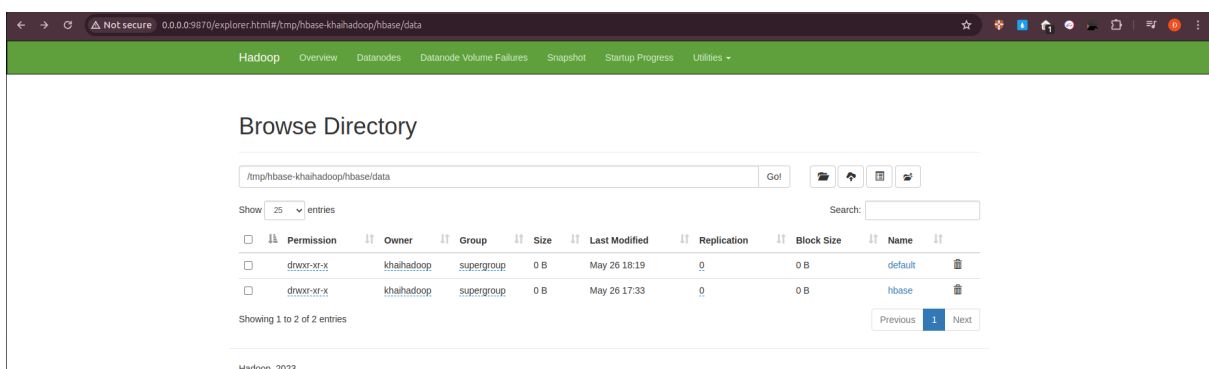 Not secure 0.0.0.0:9870/explorer.html#/tmp/hbase-khaihadoop/hbase/data
Hadoop Overview Datanodes Datanode Volume Failures Snapshot Startup Progress Utilities
Browse Directory
/tmp/hbase-khaihadoop/hbase/data Go!
Show 25 entries Search:
Permission Owner Group Size Last Modified Replication Block Size Name
drwxr-xr-x khaihadoop supergroup 0 B May 26 18:19 0 0 B default
drwxr-xr-x khaihadoop supergroup 0 B May 26 17:33 0 0 B hbase
Showing 1 to 2 of 2 entries Previous 1 Next
Hadoop, 2023.